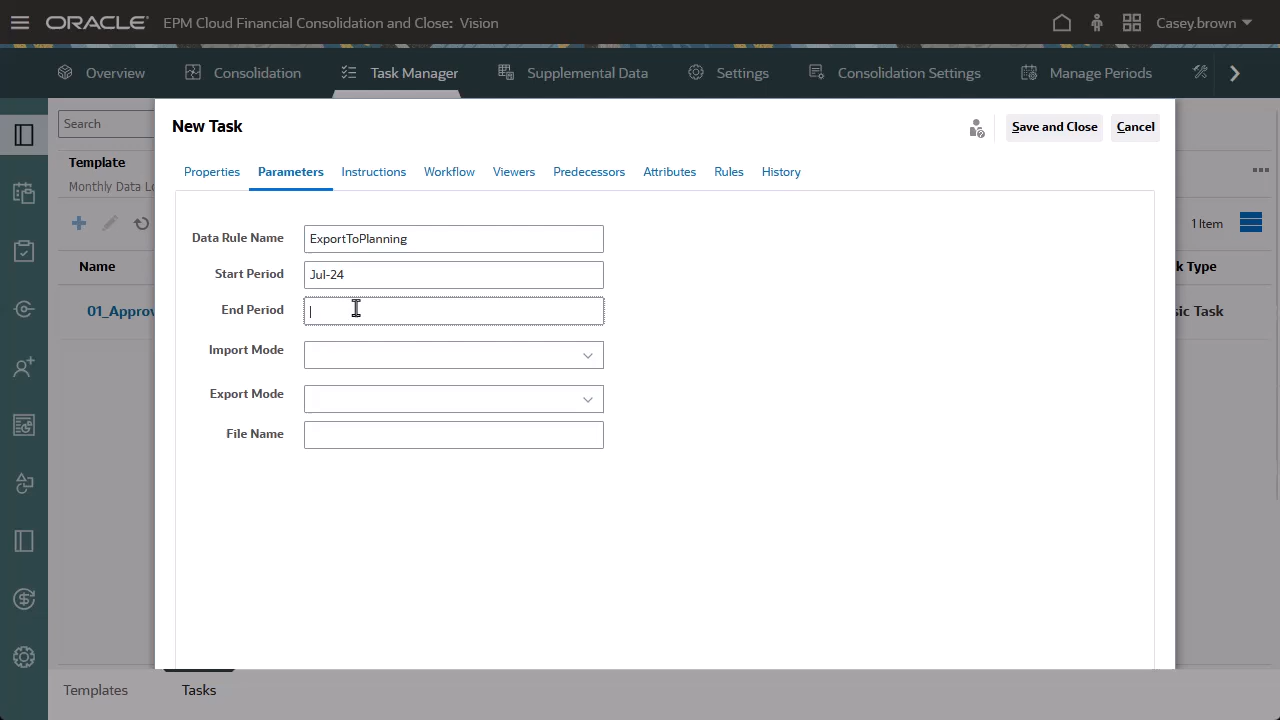 ORACLE EPM Cloud Financial Consolidation and Close: Vision Casey.brown
Overview Consolidation Task Manager Supplemental Data Settings Consolidation Settings Manage Periods
Search
New Task
Save and Close Cancel
Template
Monthly Data Lo
Properties Parameters Instructions Workflow Viewers Predecessors Attributes Rules History
1 Item
Name
k Type
01_Approv
ic Task
Data Rule Name ExportToPlanning
Start Period Jul-24
End Period
Import Mode
Export Mode
File Name
Templates Tasks